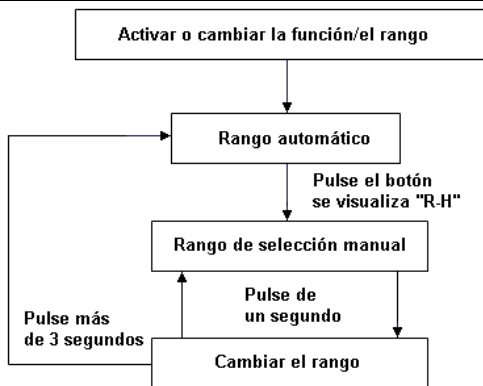 Activar o cambiar la función/el rango
Rango automático
Pulse el botón
se visualiza "R-H"
Rango de selección manual
Pulse de
un segundo
Pulse más
de 3 segundos
Cambiar el rango